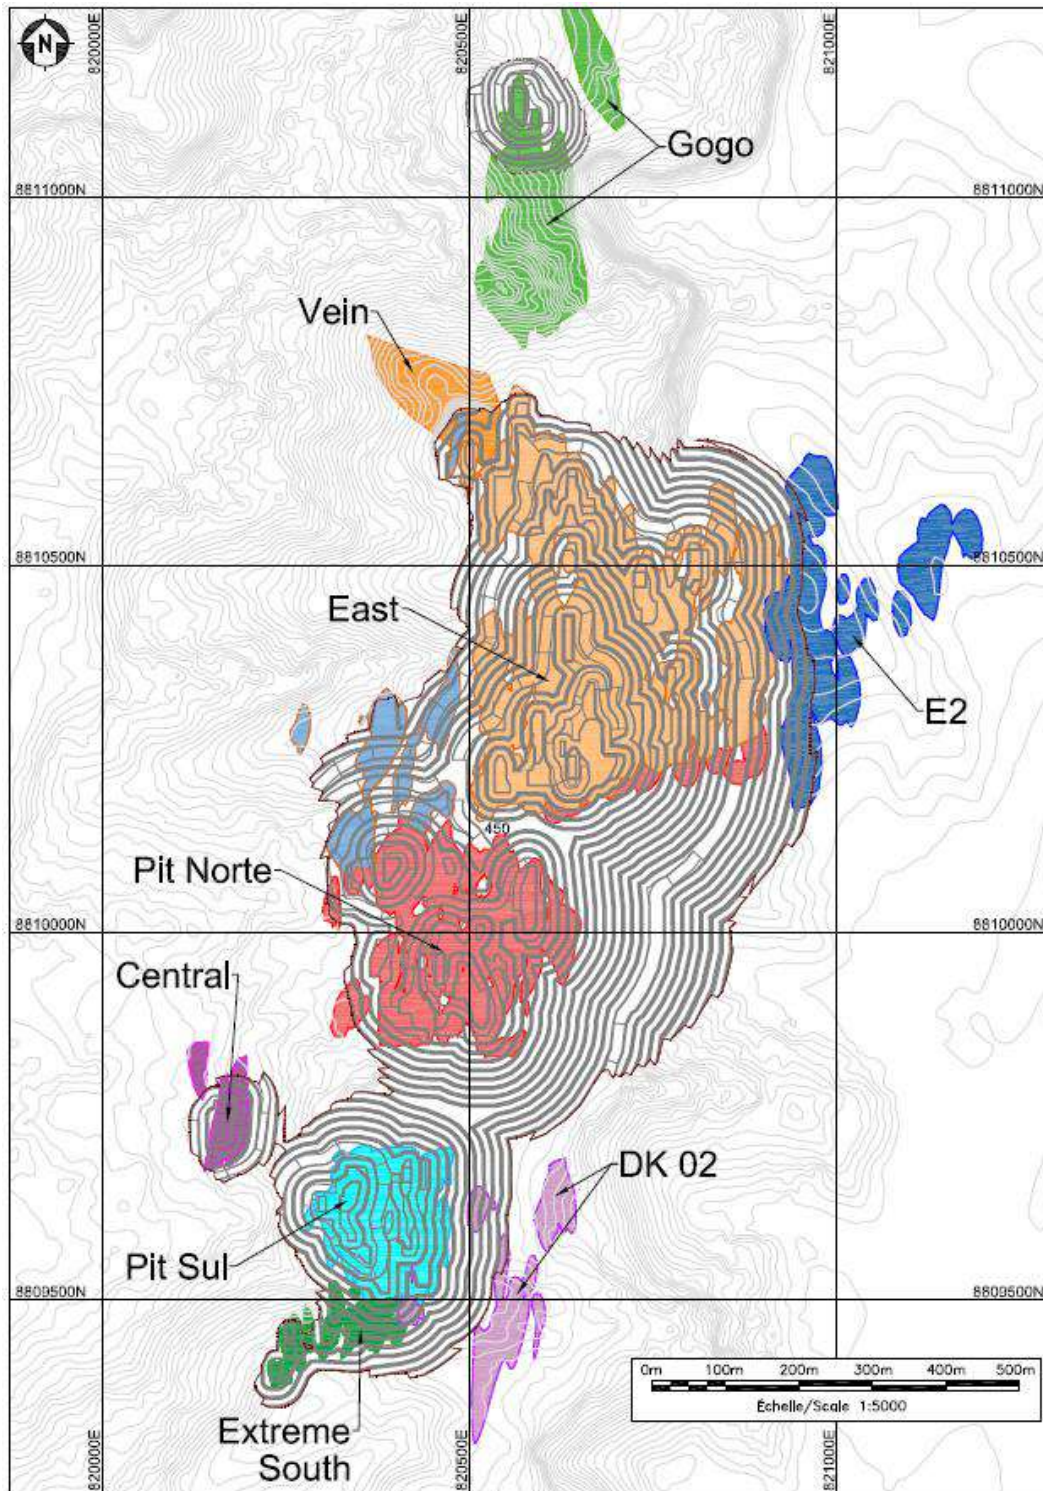 N
820000E
820500E
821000E
Gogo
8811000N
8811000N
Vein
8810500N
8810500N
East
E2
450
Pit Norte
8810000N
8810000N
Central
DK 02
Pit Sul
8809500N
8809500N
0m 100m 200m 300m 400m 500m
Échelle/Scale 1:5000
Extreme
South
820000E
820500E
821000E